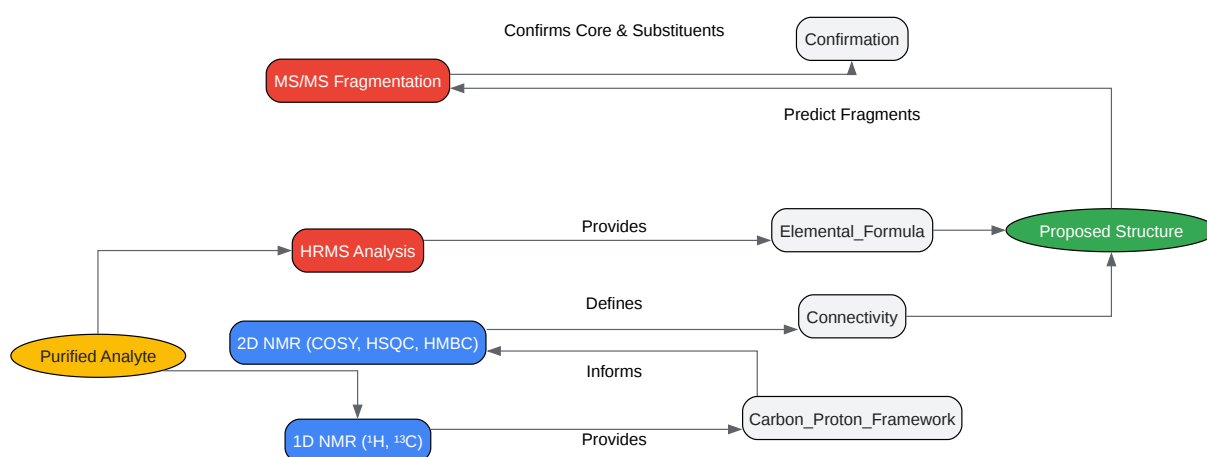 Confirms Core & Substituents
Confirmation
MS/MS Fragmentation
Predict Fragments
Provides
HRMS Analysis
Elemental_Formula
Proposed Structure
Defines
Connectivity
2D NMR (COSY, HSQC, HMBC)
Purified Analyte
Informs
Carbon_Proton_Framework
1D NMR (¹H, ¹³C)
Provides